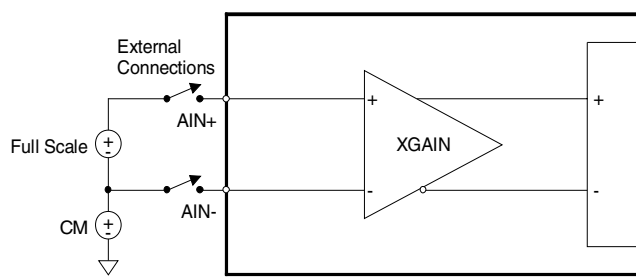 External
Connections
AIN+
Full Scale
+
-
AIN-
CM
+
-
+
XGAIN
-
+
-